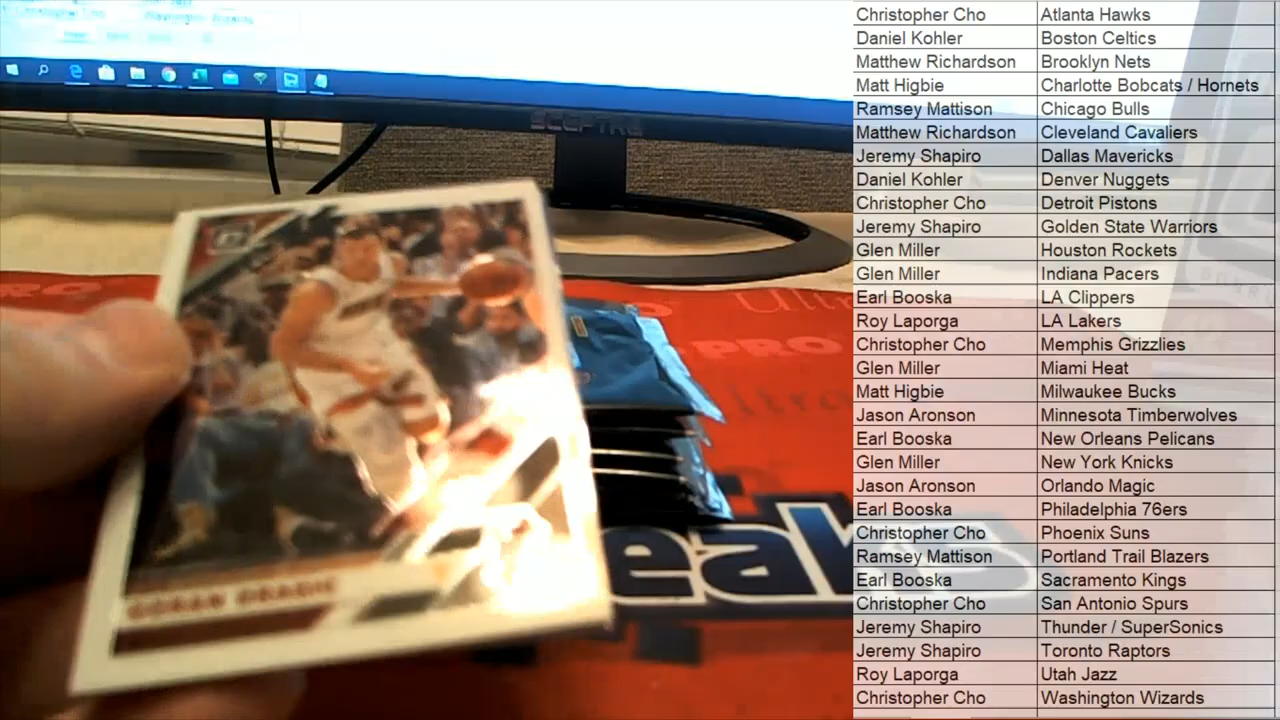 Christopher Cho Atlanta Hawks
Daniel Kohler Boston Celtics
Matthew Richardson Brooklyn Nets
Matt Higbie Charlotte Bobcats / Hornets
Ramsey Mattison Chicago Bulls
Matthew Richardson Cleveland Cavaliers
Jeremy Shapiro Dallas Mavericks
Daniel Kohler Denver Nuggets
Christopher Cho Detroit Pistons
Jeremy Shapiro Golden State Warriors
Glen Miller Houston Rockets
Glen Miller Indiana Pacers
Earl Booska LA Clippers
Roy Laporga LA Lakers
Christopher Cho Memphis Grizzlies
Glen Miller Miami Heat
Matt Higbie Milwaukee Bucks
Jason Aronson Minnesota Timberwolves
Earl Booska New Orleans Pelicans
Glen Miller New York Knicks
Jason Aronson Orlando Magic
Earl Booska Philadelphia 76ers
Christopher Cho Phoenix Suns
Ramsey Mattison Portland Trail Blazers
Earl Booska Sacramento Kings
Christopher Cho San Antonio Spurs
Jeremy Shapiro Thunder / SuperSonics
Jeremy Shapiro Toronto Raptors
Roy Laporga Utah Jazz
Christopher Cho Washington Wizards
SCEPTRE
PRO
GORAN DRAGIC